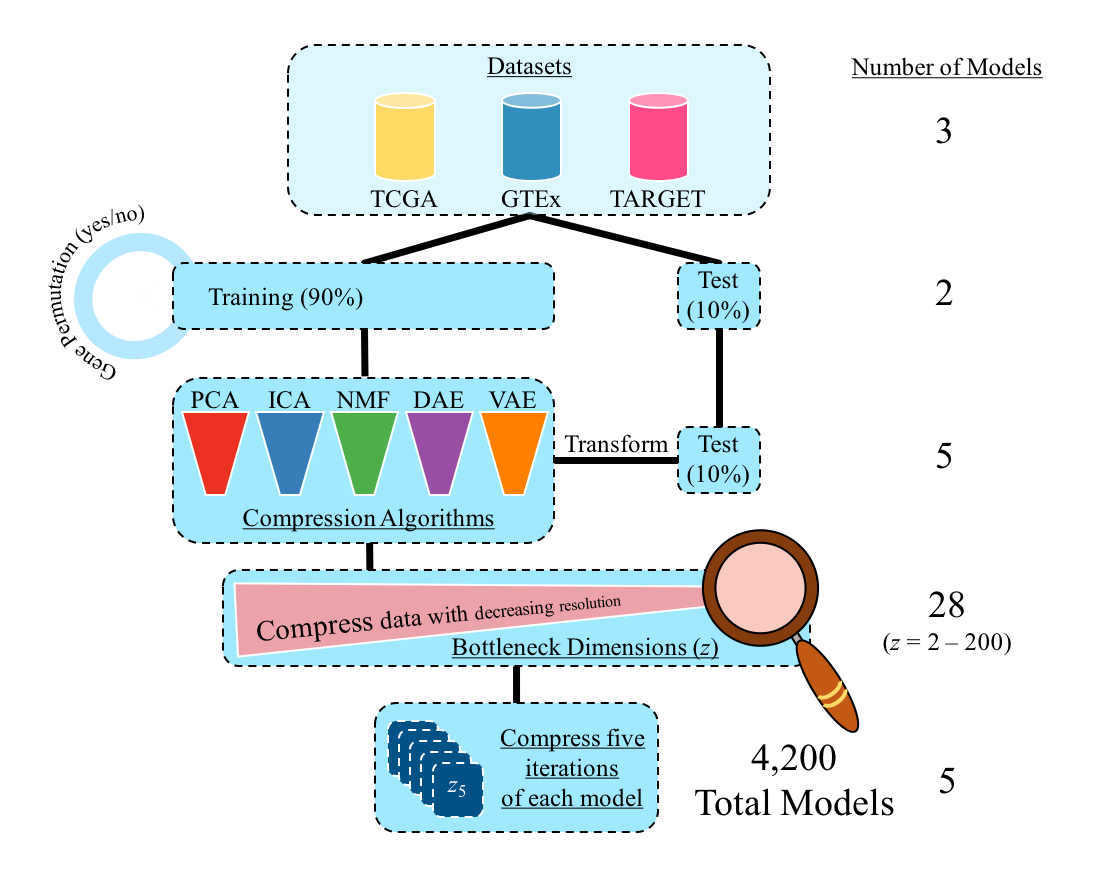 Datasets
Number of Models
3
TCGA
GTEx
TARGET
Gene Permutation (yes/no)
Training (90%)
Test
(10%)
2
PCA
ICA
NMF
DAE
VAE
Transform
Test
(10%)
5
Compression Algorithms
Compress data with decreasing resolution
Bottleneck Dimensions (z)
28
(z = 2 – 200)
Compress five
iterations
of each model
z5
4,200
Total Models
5